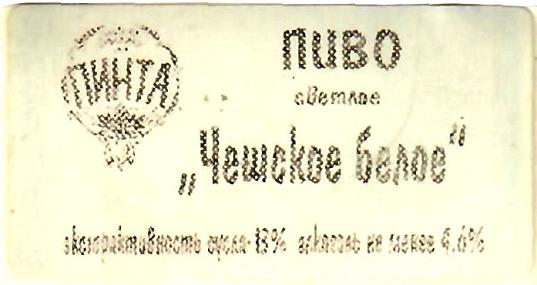 ПИНТА
пиво
светлое
„Чешское белое“
экстрактивность сусла 13% алкоголь не менее 4.6%